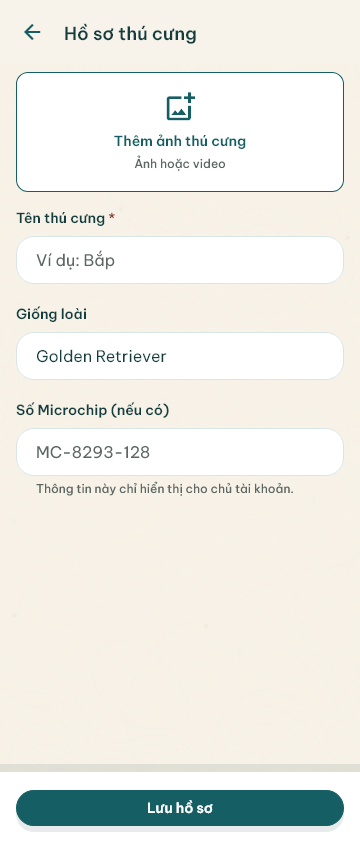 Hồ sơ thú cưng
Thêm ảnh thú cưng
Ảnh hoặc video
Tên thú cưng *
Ví dụ: Bắp
Giống loài
Golden Retriever
Số Microchip (nếu có)
MC-8293-128
Thông tin này chỉ hiển thị cho chủ tài khoản.
Lưu hồ sơ